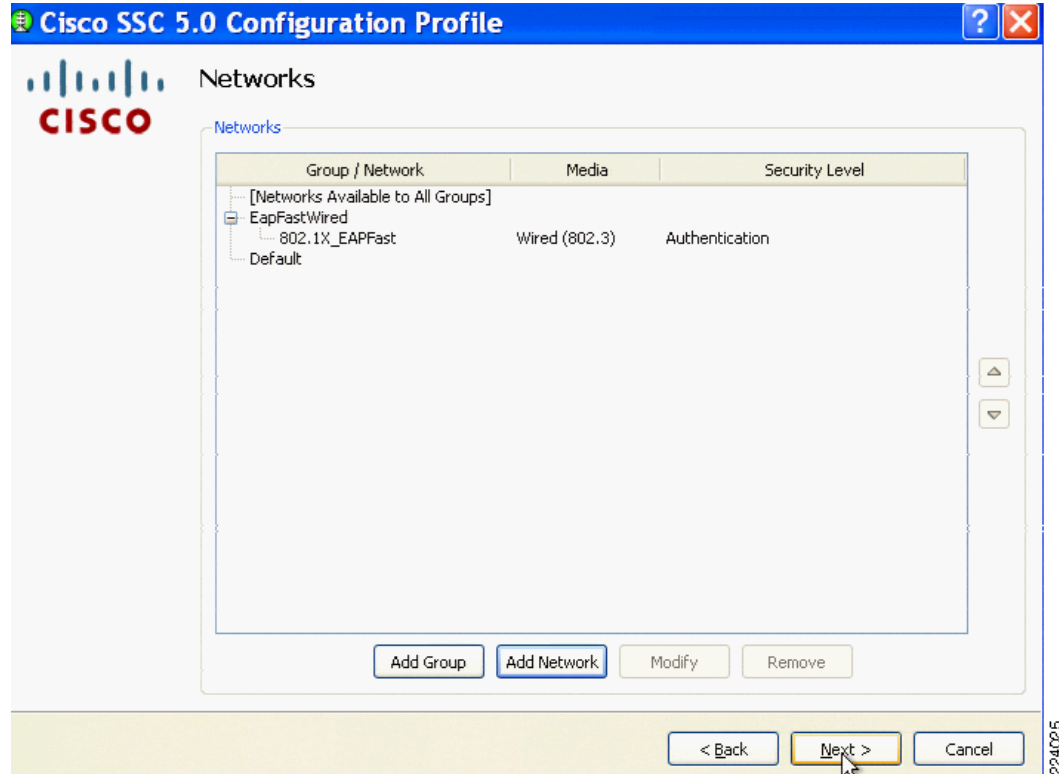 Cisco SSC 5.0 Configuration Profile
?
CISCO
Networks
Networks
Group / Network Media Security Level
[Networks Available to All Groups]
EapFastWired
802.1X_EAPFast Wired (802.3) Authentication
Default
Add Group Add Network Modify Remove
< Back Next > Cancel
224025